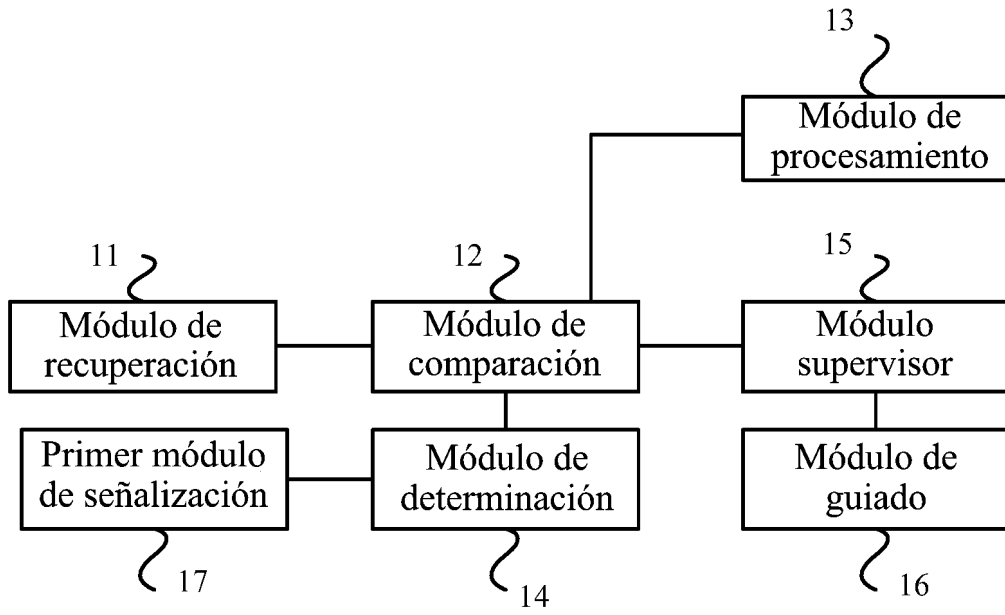 13
Módulo de
procesamiento
11
12
15
Módulo de
recuperación
Módulo de
comparación
Módulo
supervisor
Primer módulo
de señalización
Módulo de
determinación
Módulo de
guiado
17
14
16